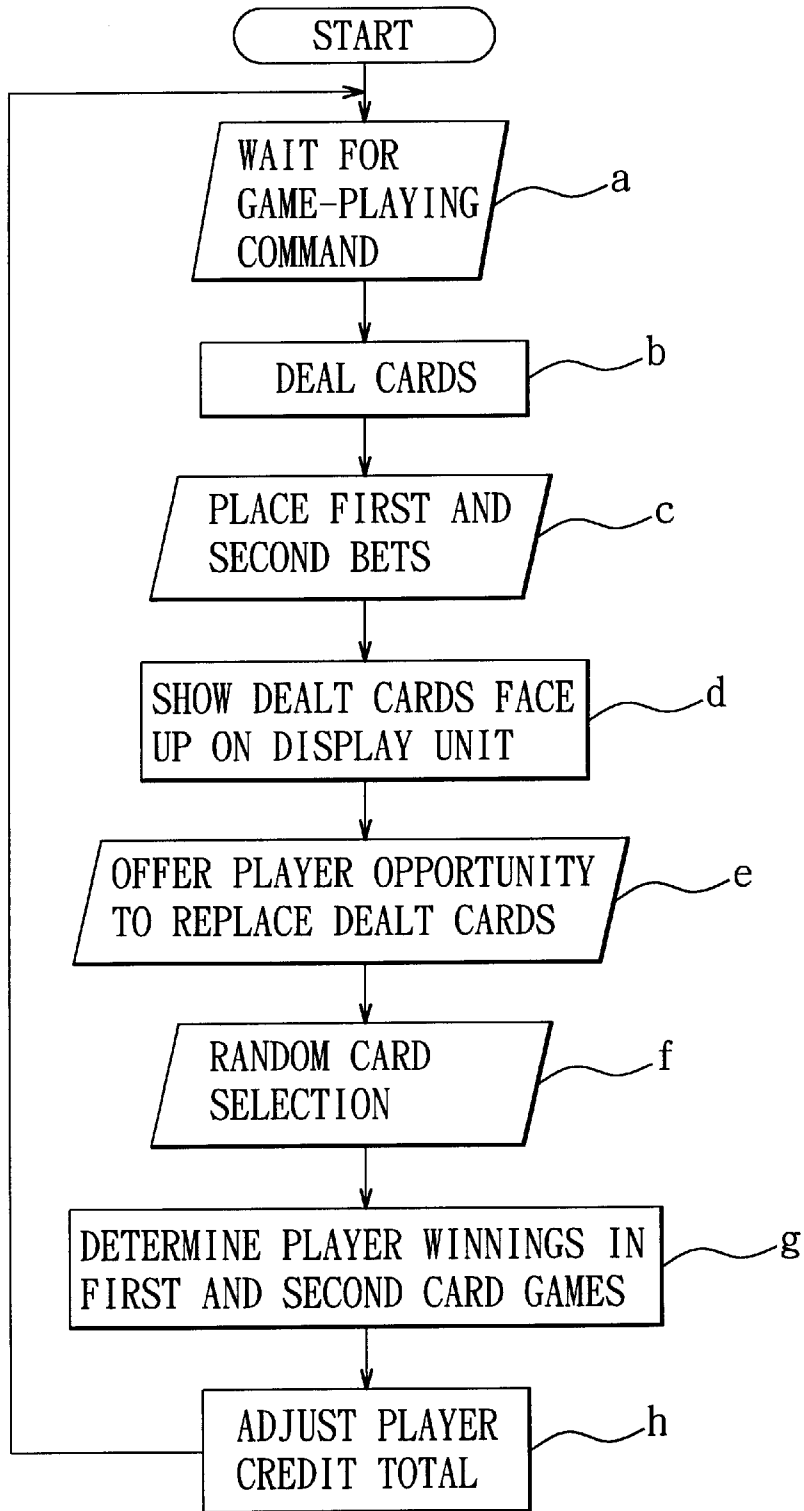 START
WAIT FOR
GAME-PLAYING
COMMAND
a
DEAL CARDS
b
PLACE FIRST AND
SECOND BETS
c
SHOW DEALT CARDS FACE
UP ON DISPLAY UNIT
d
OFFER PLAYER OPPORTUNITY
TO REPLACE DEALT CARDS
e
RANDOM CARD
SELECTION
f
DETERMINE PLAYER WINNINGS IN
FIRST AND SECOND CARD GAMES
g
ADJUST PLAYER
CREDIT TOTAL
h